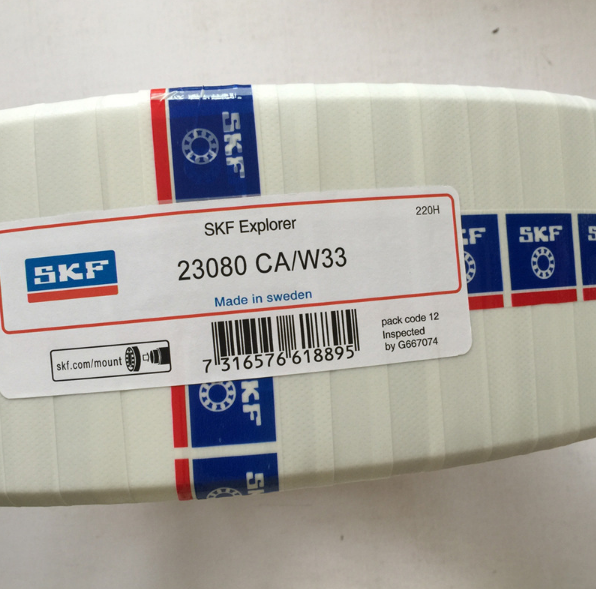 SKF
SKF Explorer
220H
SKF
23080 CA/W33
Made in sweden
SKF
SKF
skf.com/mount
7 316576 618895
pack code 12
Inspected
by G667074
SKF
SKF